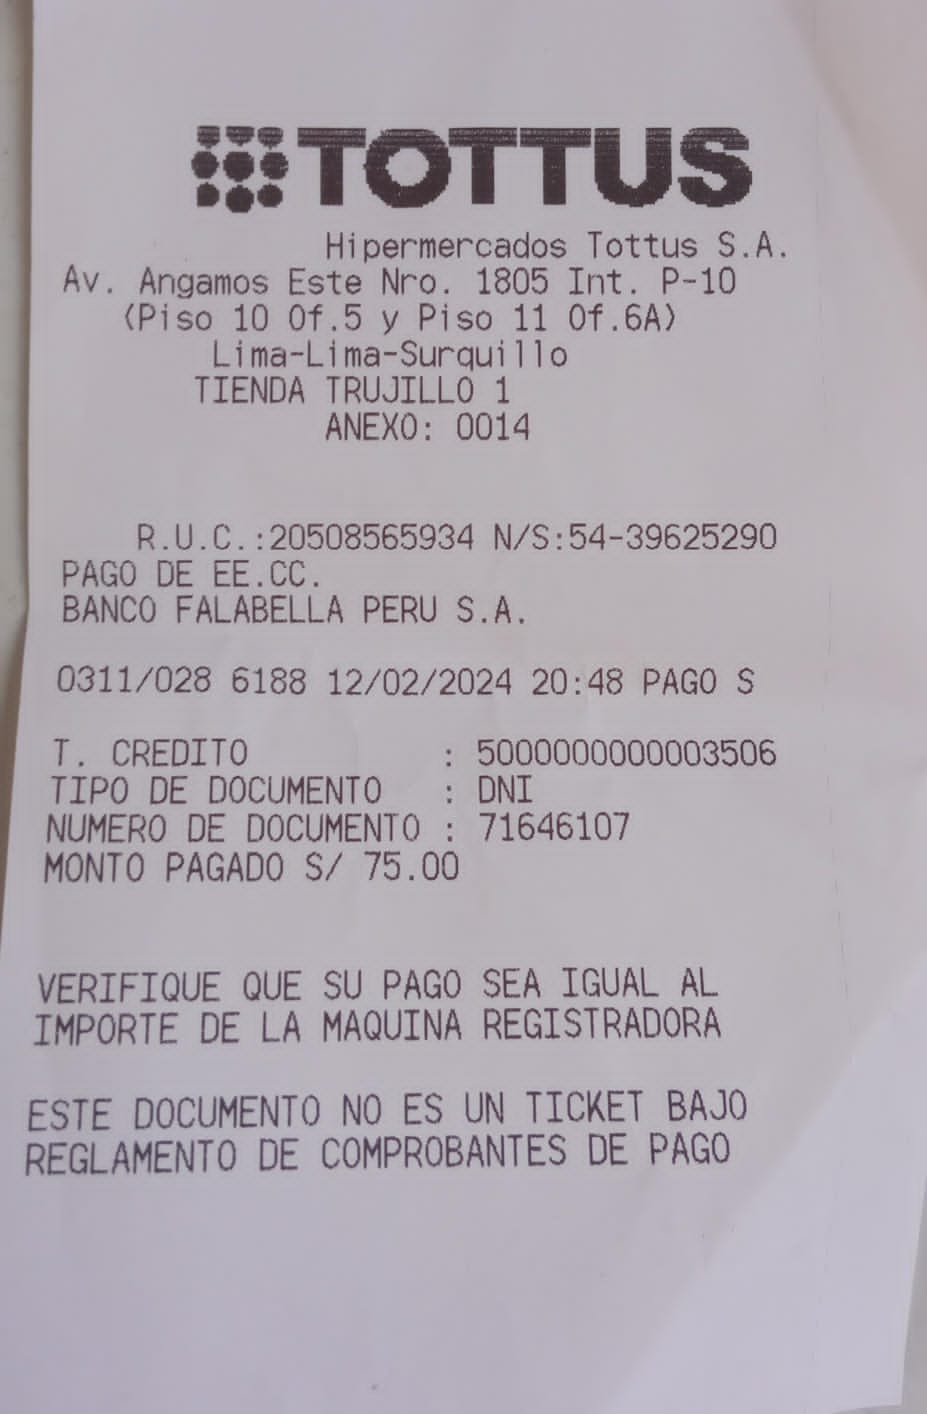 TOTTUS
Hipermercados Tottus S.A.
Av. Angamos Este Nro. 1805 Int. P-10
(Piso 10 Of.5 y Piso 11 Of.6A)
Lima-Lima-Surquillo
TIENDA TRUJILLO 1
ANEXO: 0014
R.U.C.:20508565934 N/S:54-39625290
PAGO DE EE.CC.
BANCO FALABELLA PERU S.A.
0311/028 6188 12/02/2024 20:48 PAGO S
T. CREDITO : 5000000000003506
TIPO DE DOCUMENTO : DNI
NUMERO DE DOCUMENTO : 71646107
MONTO PAGADO S/ 75.00
VERIFIQUE QUE SU PAGO SEA IGUAL AL
IMPORTE DE LA MAQUINA REGISTRADORA
ESTE DOCUMENTO NO ES UN TICKET BAJO
REGLAMENTO DE COMPROBANTES DE PAGO